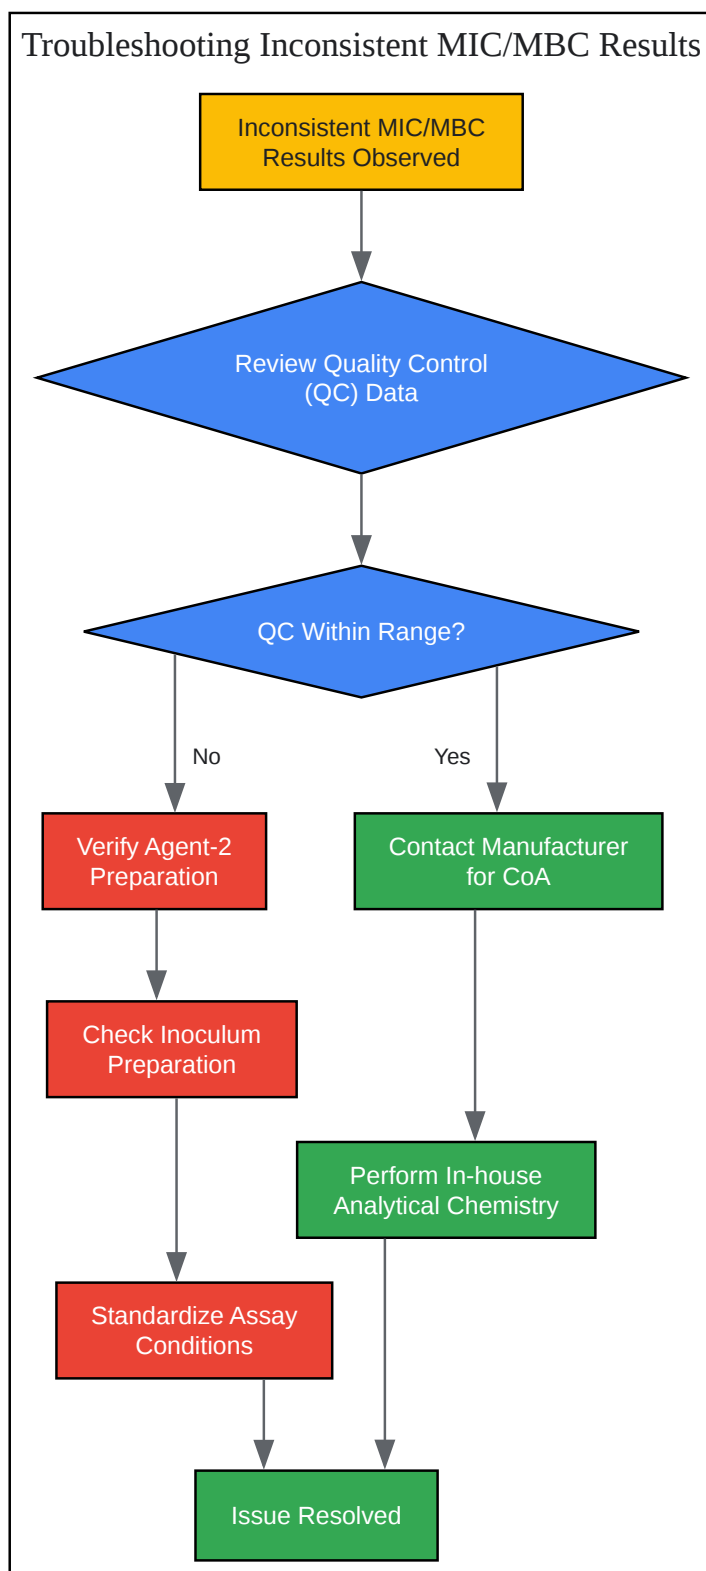 Troubleshooting Inconsistent MIC/MBC Results
Inconsistent MIC/MBC
Results Observed
Review Quality Control
(QC) Data
QC Within Range?
No
Yes
Verify Agent-2
Preparation
Contact Manufacturer
for CoA
Check Inoculum
Preparation
Perform In-house
Analytical Chemistry
Standardize Assay
Conditions
Issue Resolved